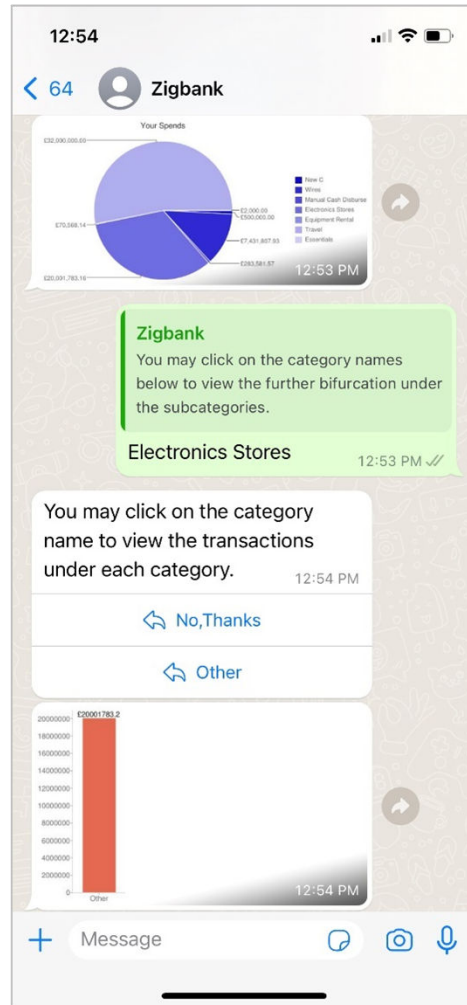 12:54
64
Zigbank
Your Spends
£32,000,000.00
£70,568.14
£20,001,783.16
£2,000.00
£500,000.00
£7,431,807.03
£283,581.57
New C
Wires
Manual Cash Disburse
Electronics Stores
Equipment Rental
Travel
Essentials
12:53 PM
Zigbank
You may click on the category names
below to view the further bifurcation under
the subcategories.
Electronics Stores
12:53 PM
You may click on the category
name to view the transactions
under each category.
12:54 PM
No,Thanks
Other
£20001783.2
20000000
18000000
16000000
14000000
12000000
10000000
8000000
6000000
4000000
2000000
0
Other
12:54 PM
Message